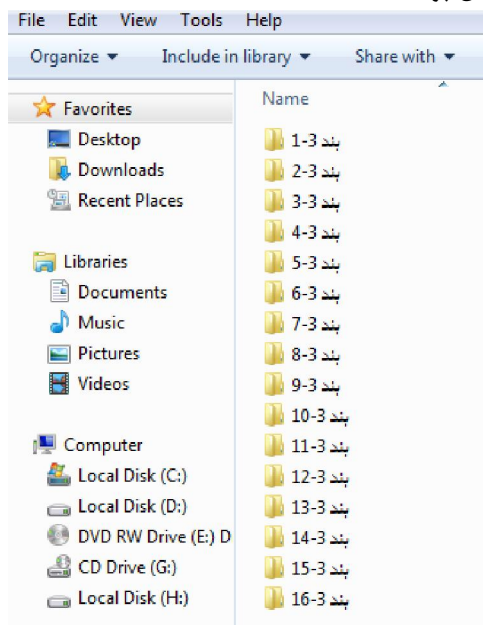 File Edit View Tools Help
Organize Include in library Share with
Favorites
Desktop
Downloads
Recent Places
Libraries
Documents
Music
Pictures
Videos
Computer
Local Disk (C:)
Local Disk (D:)
DVD RW Drive (E:) D
CD Drive (G:)
Local Disk (H:)
Name
بند 3-1
بند 3-2
بند 3-3
بند 3-4
بند 3-5
بند 3-6
بند 3-7
بند 3-8
بند 3-9
بند 3-10
بند 3-11
بند 3-12
بند 3-13
بند 3-14
بند 3-15
بند 3-16